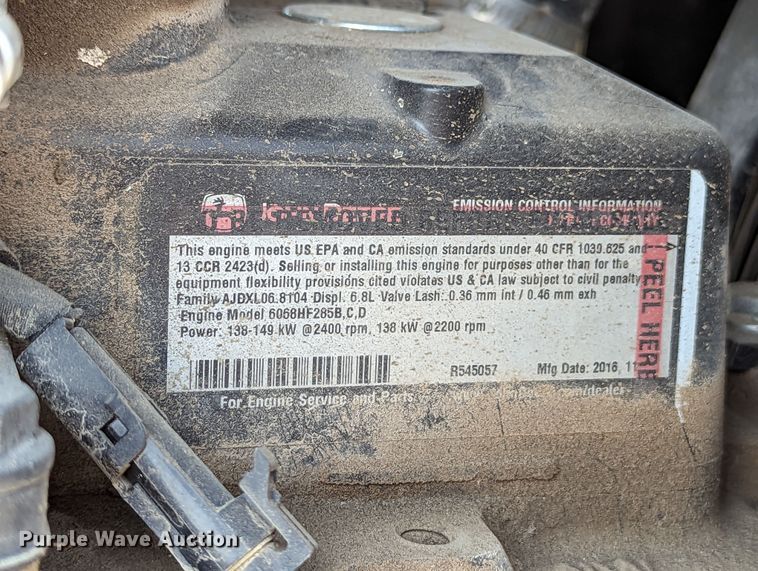 EMISSION CONTROL INFORMATION
This engine meets US EPA and CA emission standards under 40 CFR 1039.625 and
13 CCR 2423(d). Selling or installing this engine for purposes other than for the
equipment flexibility provisions cited violates US & CA law subject to civil penalty
Family AJDXL06.8104 Displ. 6.8L Valve Lash: 0.36 mm int / 0.46 mm exh
Engine Model 6068HF285B,C,D
Power: 138-149 kW @2400 rpm, 138 kW @2200 rpm
R545057 Mfg Date: 2016, 11
For Engine Service and Parts
/dealer
PEEL HERE
Purple Wave Auction